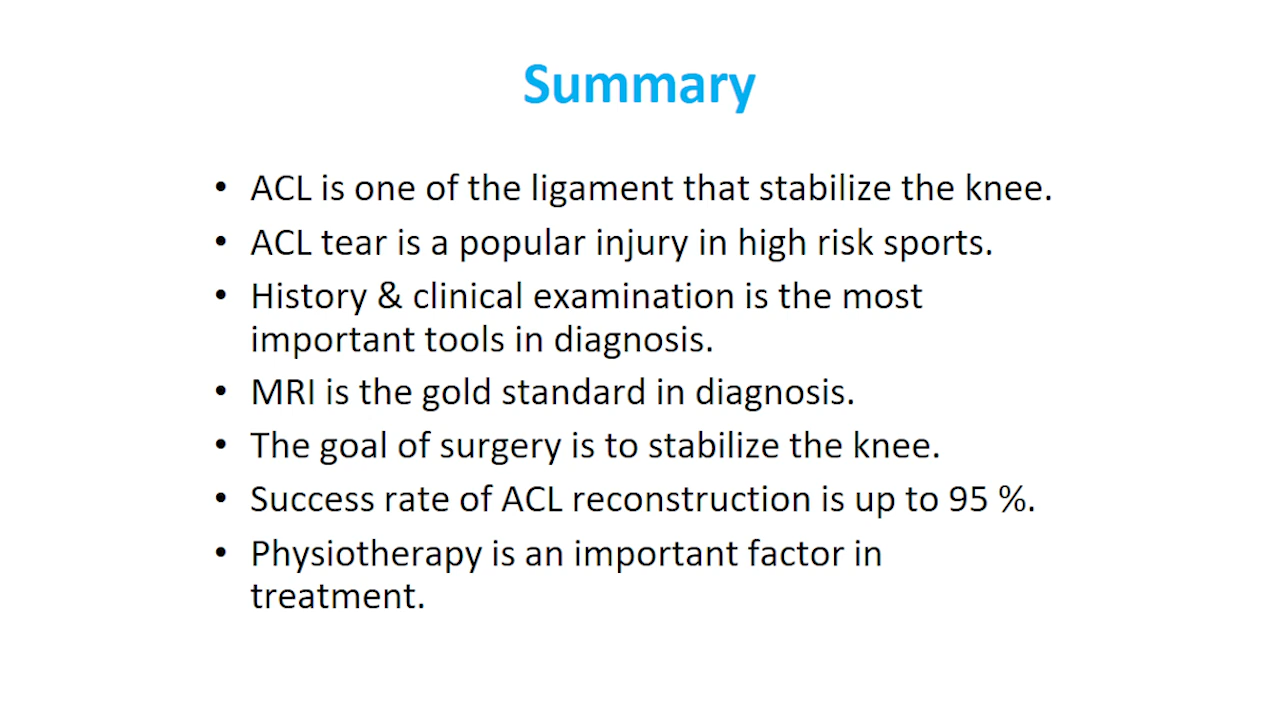 Summary
• ACL is one of the ligament that stabilize the knee.
• ACL tear is a popular injury in high risk sports.
• History & clinical examination is the most
important tools in diagnosis.
• MRI is the gold standard in diagnosis.
• The goal of surgery is to stabilize the knee.
• Success rate of ACL reconstruction is up to 95 %.
• Physiotherapy is an important factor in
treatment.